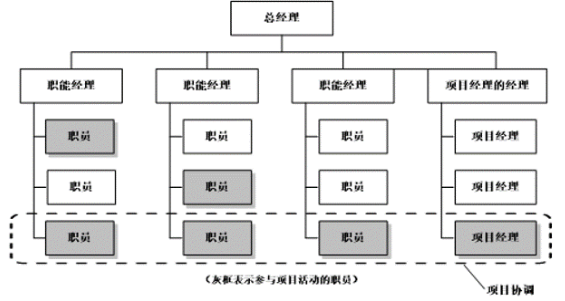 总经理
职能经理 职能经理 职能经理 项目经理的经理
职员 职员 职员 项目经理
职员 职员 职员 项目经理
职员 职员 职员 项目经理
（灰框表示参与项目活动的职员）
项目协调